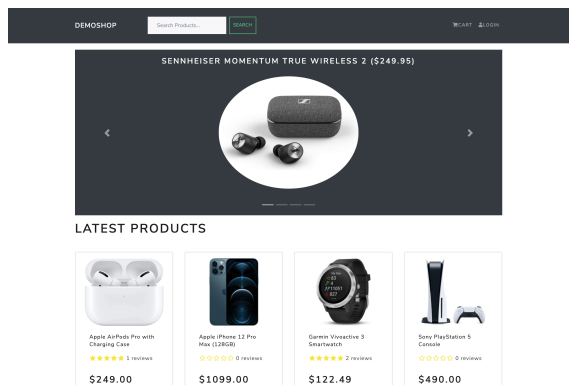 DEMOSHOP
Search Products...
SEARCH
CART
LOGIN
SENNHEISER MOMENTUM TRUE WIRELESS 2 ($249.95)
LATEST PRODUCTS
Apple AirPods Pro with
Charging Case
1 reviews
$249.00
Apple iPhone 12 Pro
Max (128GB)
0 reviews
$1099.00
Garmin Vivoactive 3
Smartwatch
2 reviews
$122.49
Sony PlayStation 5
Console
0 reviews
$490.00